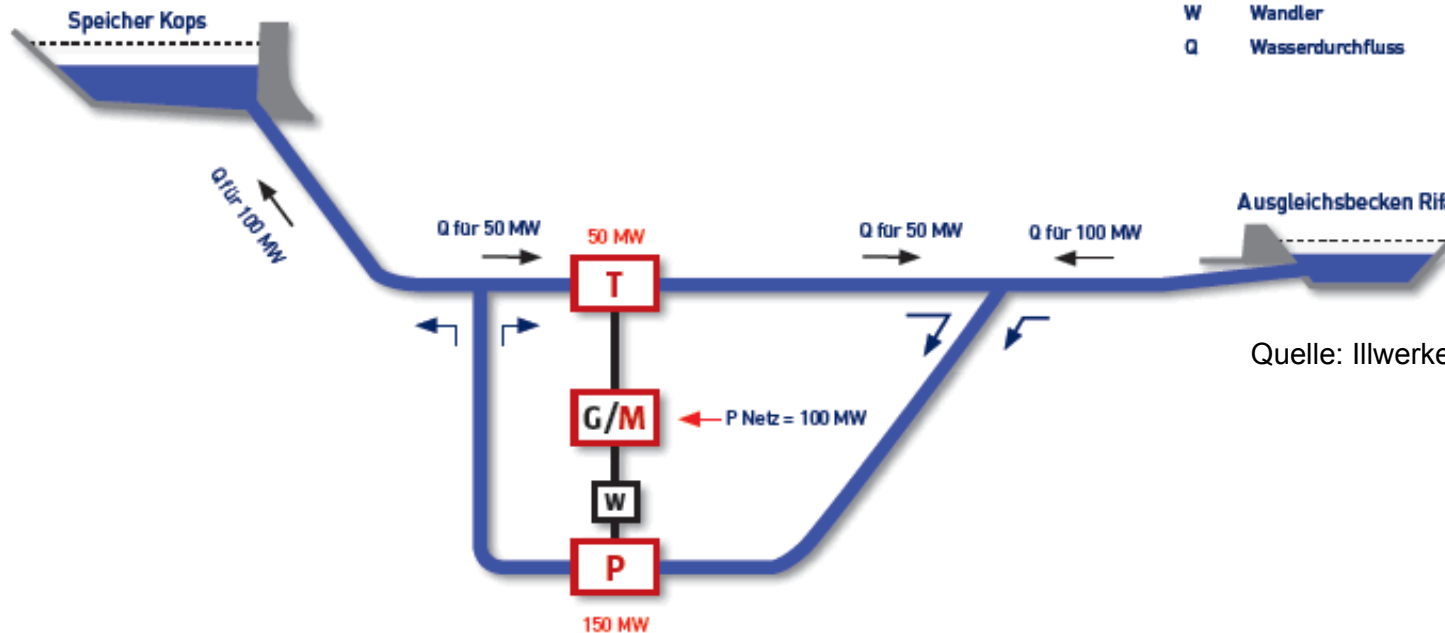 Speicher Kops
W Wandler
Q Wasserdurchfluss
Q für 100 MW
Q für 50 MW
50 MW
Q für 50 MW
Q für 100 MW
Ausgleichsbecken Rif
T
G/M
P Netz = 100 MW
W
P
150 MW
Quelle: Illwerke